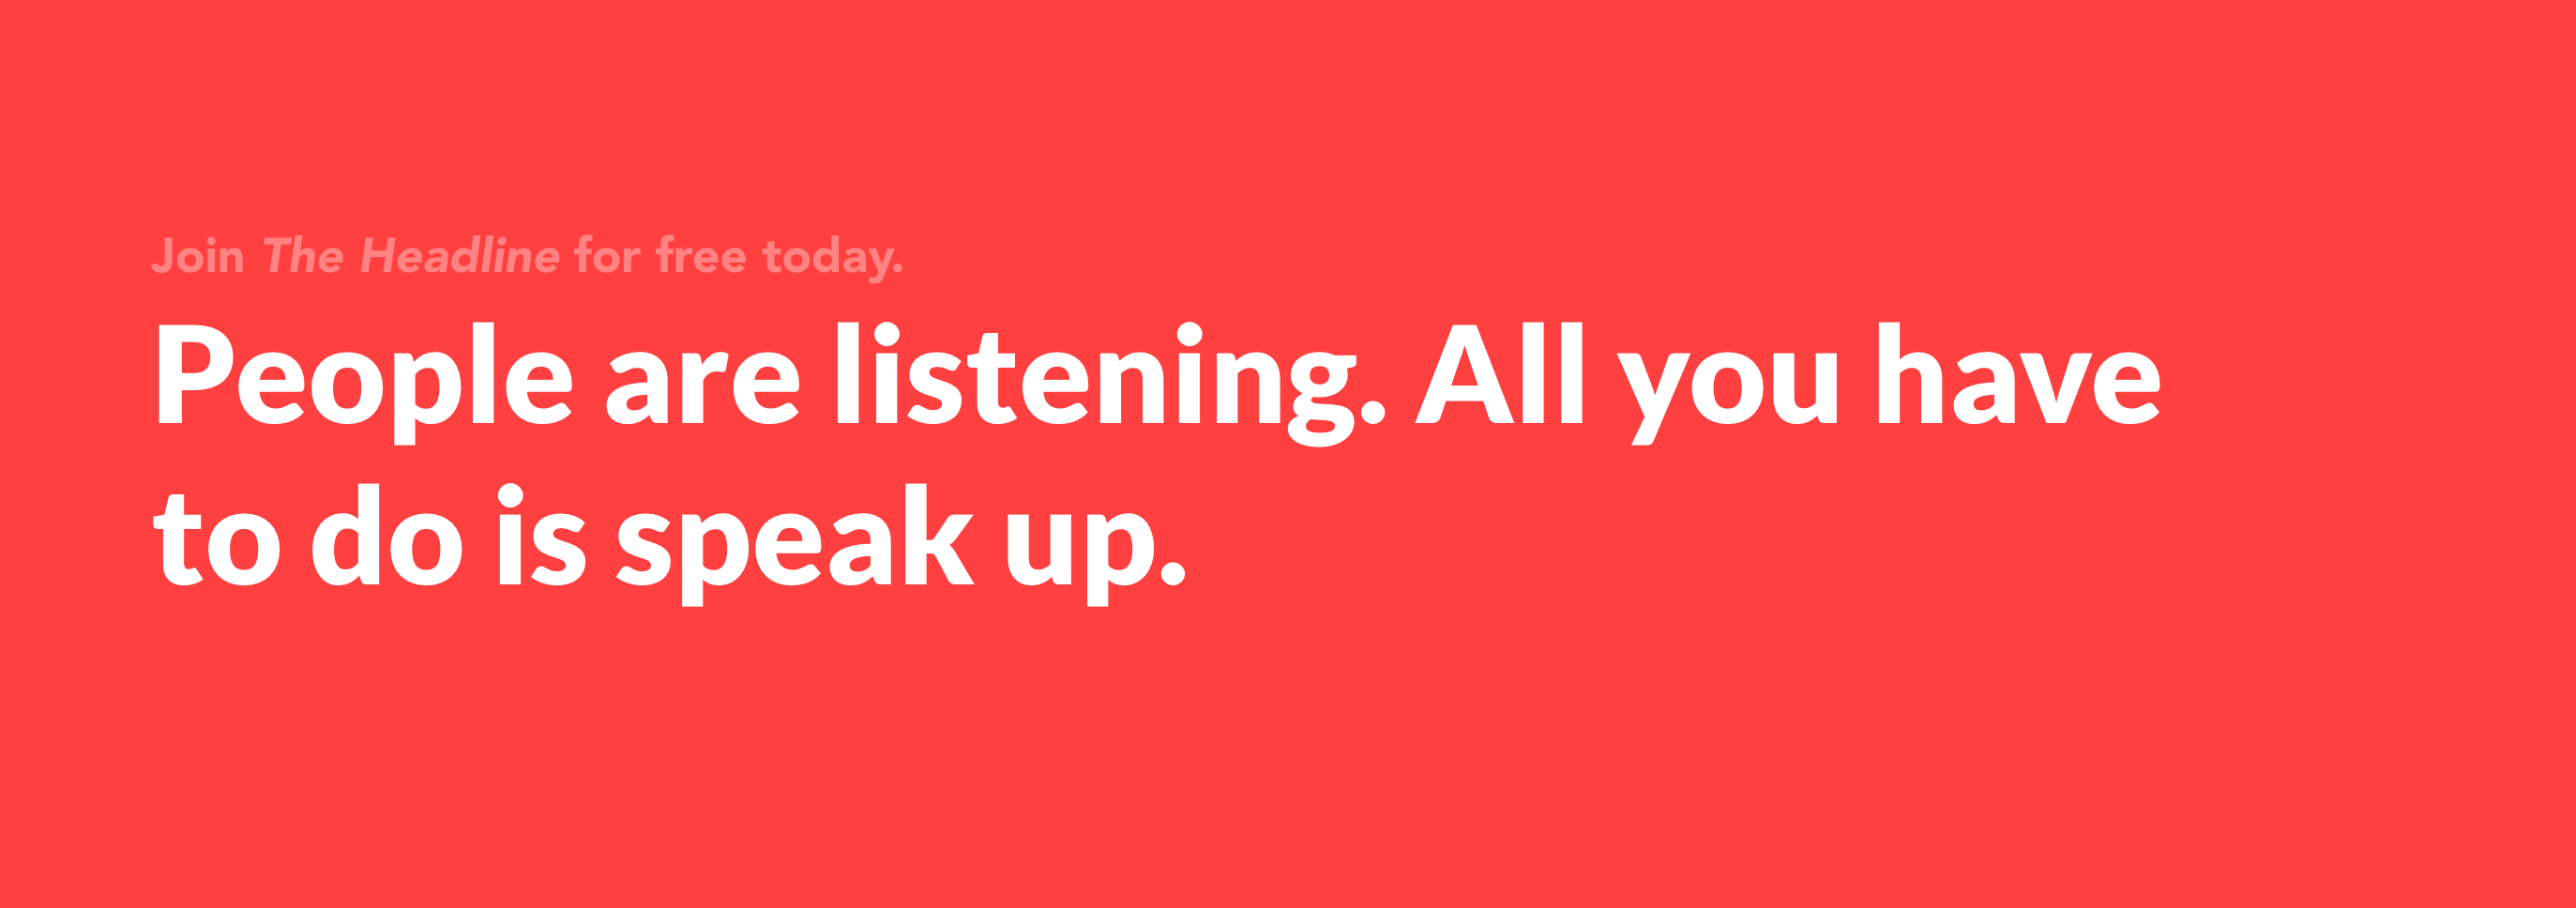 Join The Headline for free today.
People are listening. All you have
to do is speak up.